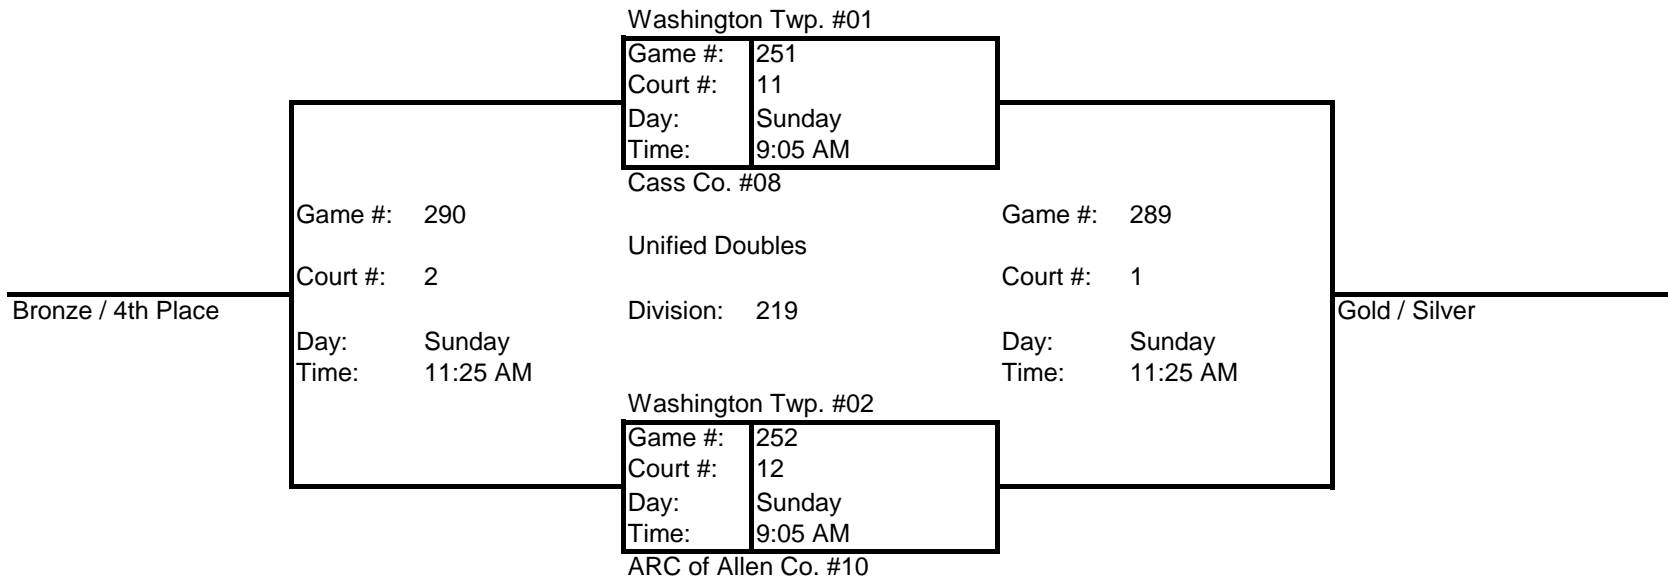 Washington Twp. #01
Game #: 251
Court #: 11
Day: Sunday
Time: 9:05 AM
Cass Co. #08
Game #: 290
Court #: 2
Bronze / 4th Place
Day: Sunday
Time: 11:25 AM
Unified Doubles
Division: 219
Game #: 289
Court #: 1
Gold / Silver
Day: Sunday
Time: 11:25 AM
Washington Twp. #02
Game #: 252
Court #: 12
Day: Sunday
Time: 9:05 AM
ARC of Allen Co. #10